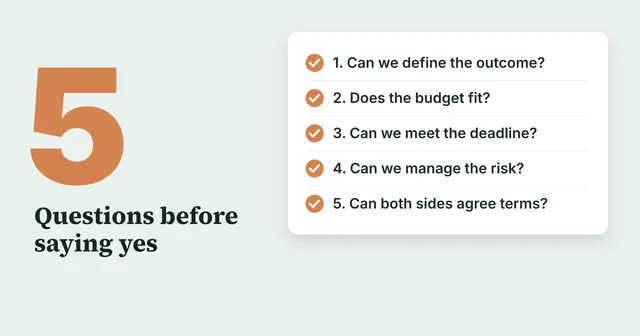 5
Questions before
saying yes
1. Can we define the outcome?
2. Does the budget fit?
3. Can we meet the deadline?
4. Can we manage the risk?
5. Can both sides agree terms?